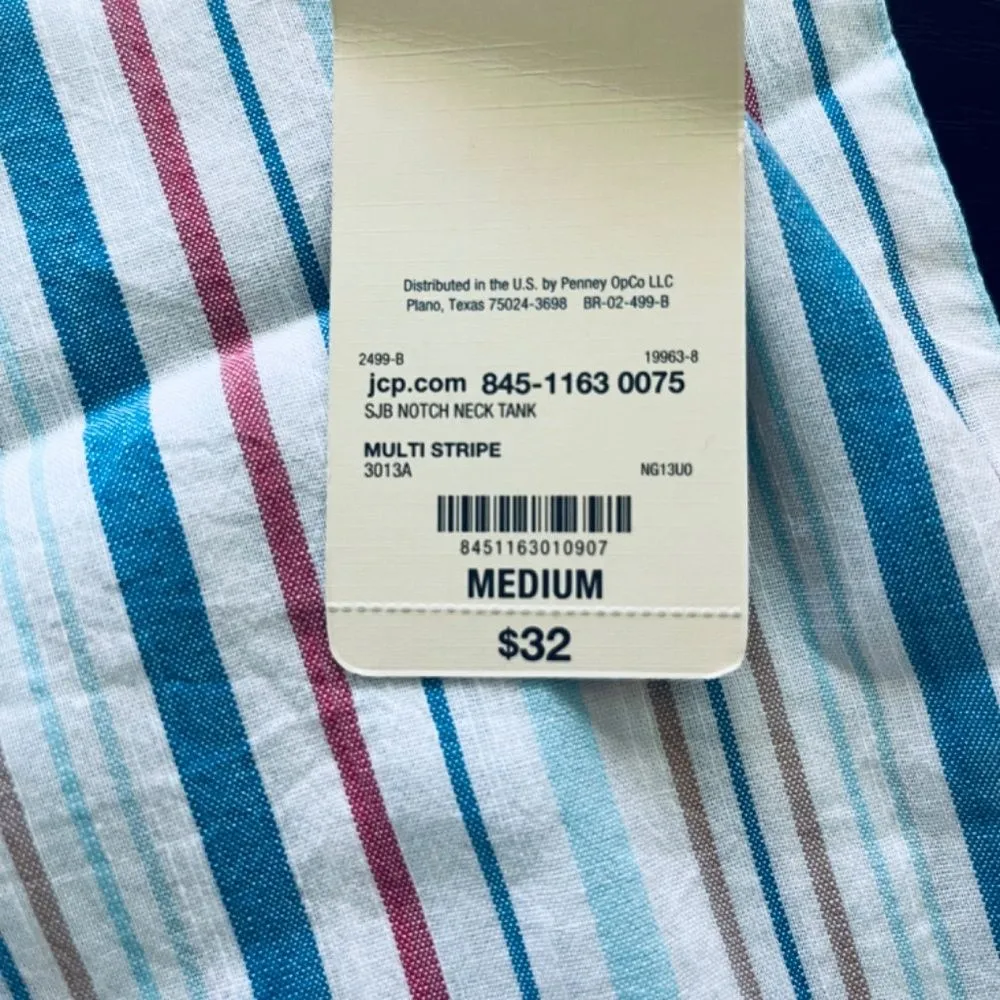 Distributed in the U.S. by Penney OpCo LLC
Plano, Texas 75024-3698 BR-02-499-B
2499-B 19963-8
jcp.com 845-1163 0075
SJB NOTCH NECK TANK
MULTI STRIPE
3013A NG13U0
8451163010907
MEDIUM
$32